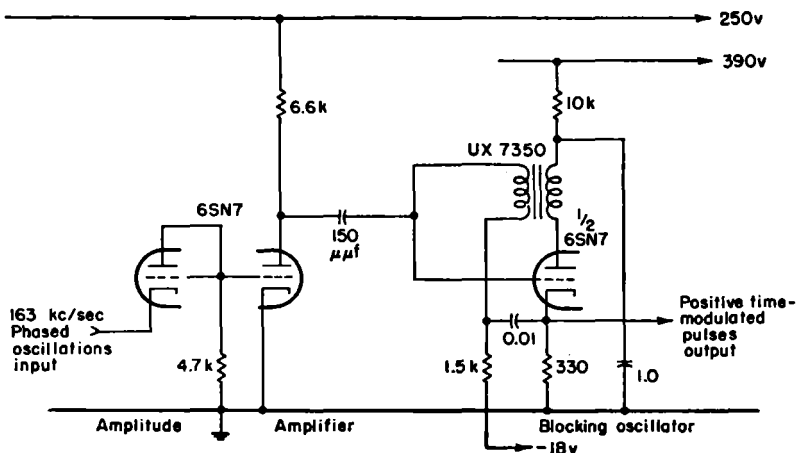 250v
390v
6.6k
10k
UX 7350
6SN7
150
μμf
1/2
6SN7
163 kc/sec
Phased
oscillations
input
4.7k
0.01
1.5k
330
1.0
Positive time-
modulated
pulses
output
Amplitude
Amplifier
Blocking oscillator
-18v